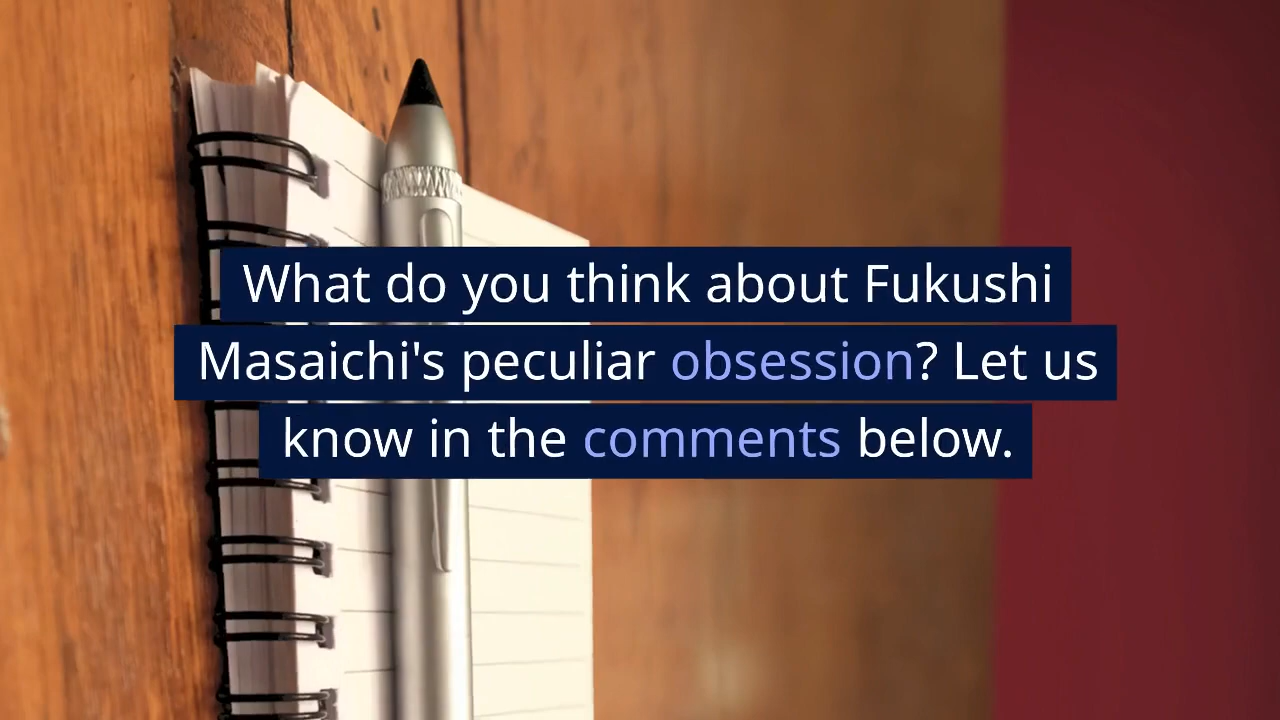 What do you think about Fukushi
Masaichi's peculiar obsession? Let us
know in the comments below.